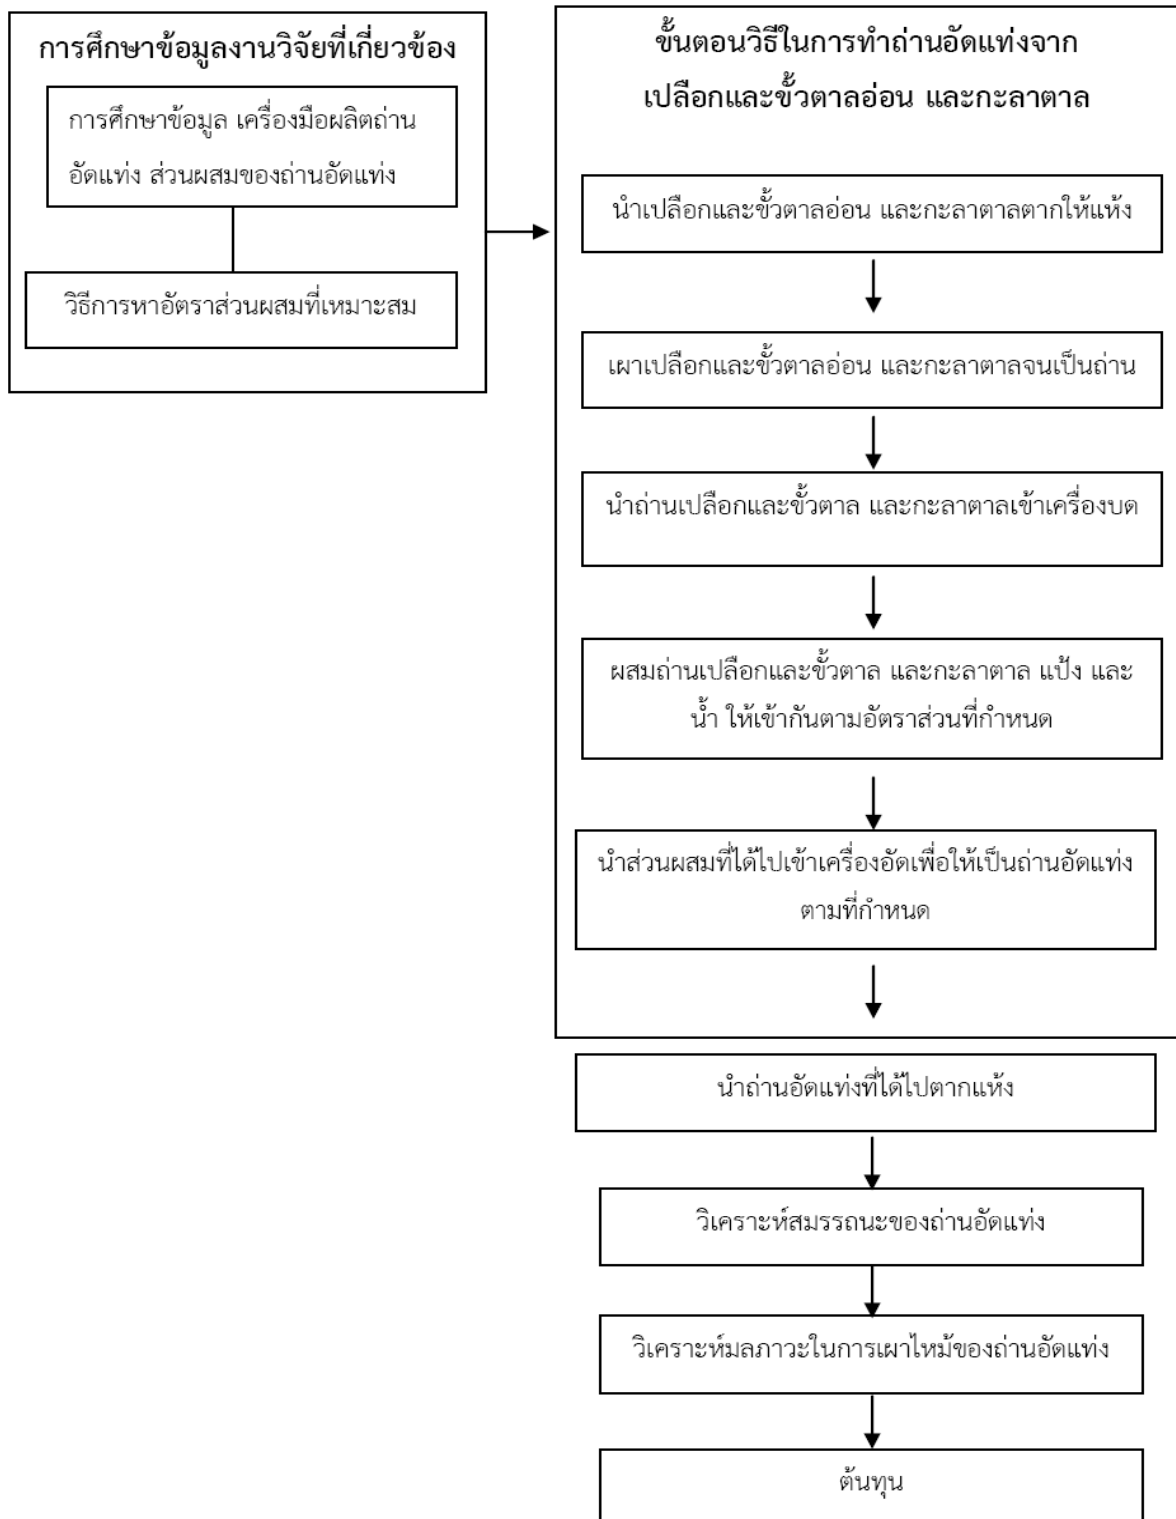 การศึกษาข้อมูลงานวิจัยที่เกี่ยวข้อง
การศึกษาข้อมูล เครื่องมือผลิตถ่าน
อัดแท่ง ส่วนผสมของถ่านอัดแท่ง
วิธีการหาอัตราส่วนผสมที่เหมาะสม
ขั้นตอนวิธีในการทำถ่านอัดแท่งจาก
เปลือกและขั้วตาลอ่อน และกะลาตาล
นำเปลือกและขั้วตาลอ่อน และกะลาตาลตากให้แห้ง
เผาเปลือกและขั้วตาลอ่อน และกะลาตาลจนเป็นถ่าน
นำถ่านเปลือกและขั้วตาล และกะลาตาลเข้าเครื่องบด
ผสมถ่านเปลือกและขั้วตาล และกะลาตาล แป้ง และ
น้ำ ให้เข้ากันตามอัตราส่วนที่กำหนด
นำส่วนผสมที่ได้ไปเข้าเครื่องอัดเพื่อให้เป็นถ่านอัดแท่ง
ตามที่กำหนด
นำถ่านอัดแท่งที่ได้ไปตากแห้ง
วิเคราะห์สมรรถนะของถ่านอัดแท่ง
วิเคราะห์มลภาวะในการเผาไหม้ของถ่านอัดแท่ง
ต้นทุน